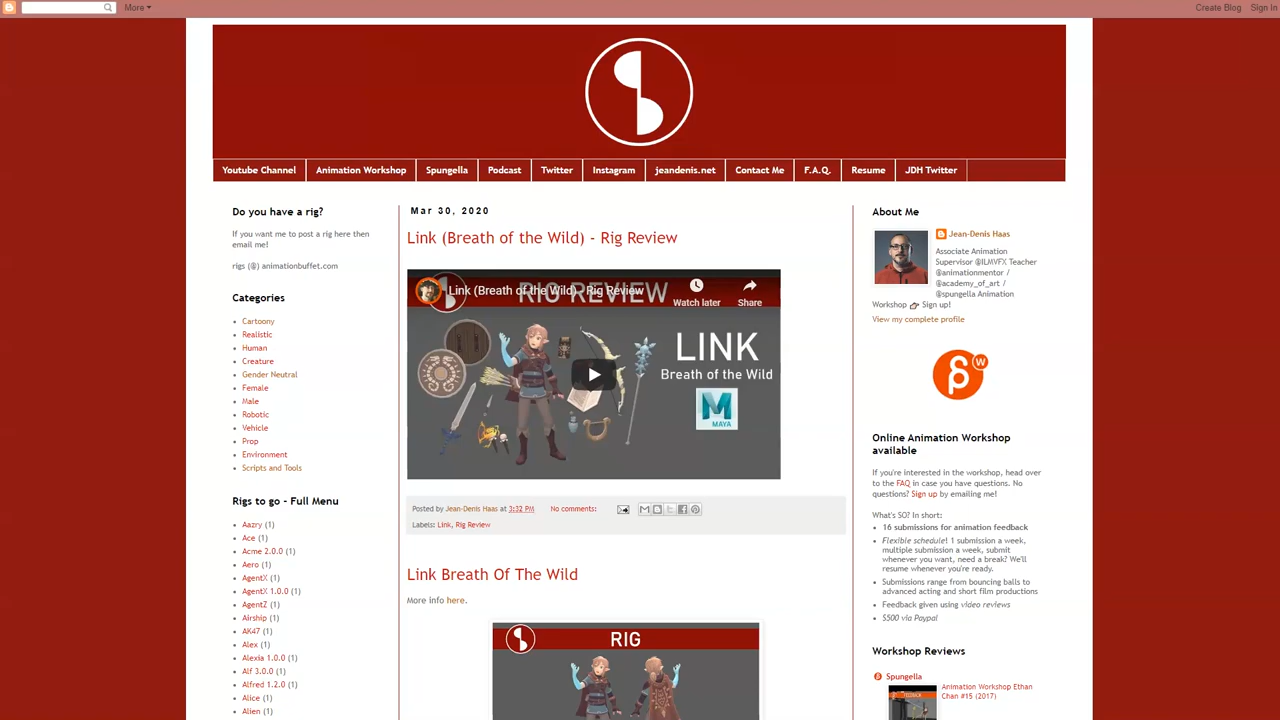 More
Create Blog Sign In
Youtube Channel Animation Workshop Spungella Podcast Twitter Instagram jeandenis.net Contact Me F.A.Q. Resume JDH Twitter
Do you have a rig?
If you want me to post a rig here then
email me!
rigs (@) animationbuffet.com
Categories
Cartoony
Realistic
Human
Creature
Gender Neutral
Female
Male
Robotic
Vehicle
Prop
Environment
Scripts and Tools
Rigs to go - Full Menu
Aazry (1)
Ace (1)
Acme 2.0.0 (1)
Aero (1)
AgentX (1)
AgentX 1.0.0 (1)
AgentZ (1)
Airship (1)
AK47 (1)
Alex (1)
Alexia 1.0.0 (1)
Alf 3.0.0 (1)
Alfred 1.2.0 (1)
Alice (1)
Alien (1)
Mar 30, 2020
Link (Breath of the Wild) - Rig Review
RIG REVIEW
Link (Breath of the Wild) - Rig Review
Watch later
Share
LINK
Breath of the Wild
MAYA
Posted by Jean-Denis Haas at 3:32 PM No comments:
Labels: Link, Rig Review
Link Breath Of The Wild
More info here.
RIG
About Me
Jean-Denis Haas
Associate Animation
Supervisor @ILMVFX Teacher
@animationmentor /
@academy_of_art /
@spungella Animation
Workshop 👉 Sign up!
View my complete profile
W
Online Animation Workshop
available
If you're interested in the workshop, head over
to the FAQ in case you have questions. No
questions? Sign up by emailing me!
What's SO? In short:
16 submissions for animation feedback
Flexible schedule! 1 submission a week,
multiple submission a week, submit
whenever you want, need a break? We'll
resume whenever you're ready.
Submissions range from bouncing balls to
advanced acting and short film productions
Feedback given using video reviews
$500 via Paypal
Workshop Reviews
Spungella
Animation Workshop Ethan
Chan #15 (2017)